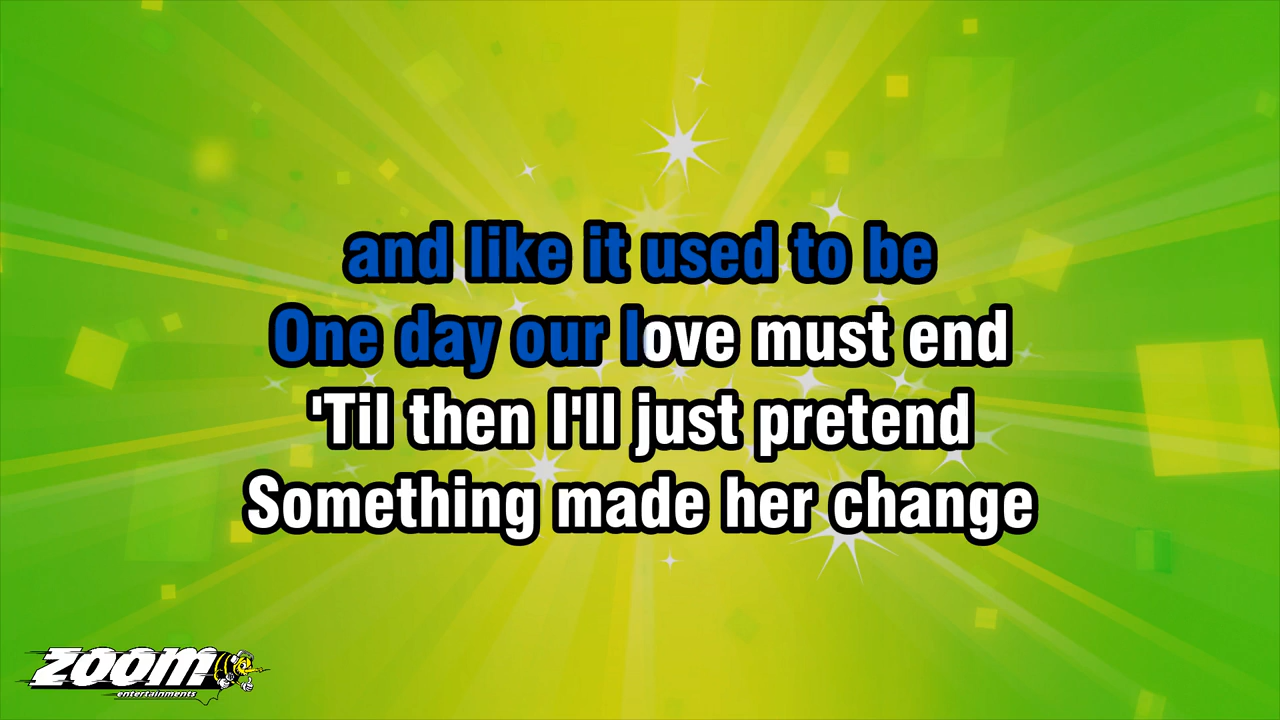 and like it used to be
One day our love must end
'Til then I'll just pretend
Something made her change
zoom
entertainments